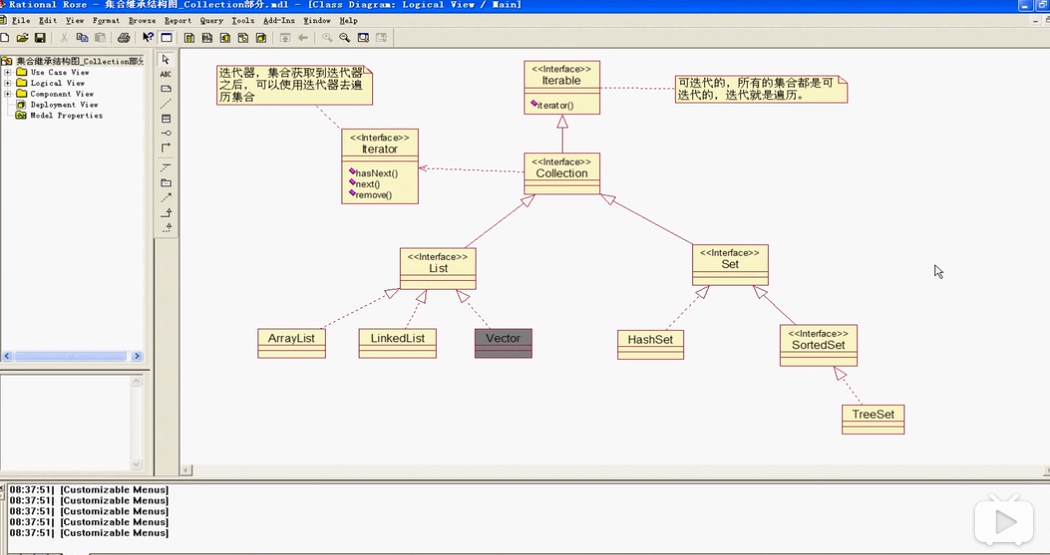 Rational Rose - 集合继承结构图_Collection部分.mdl - [Class Diagram: Logical View / Main]
File Edit View Format Browse Report Query Tools Add-Ins Window Help
集合继承结构图_Collection部分
Use Case View
Logical View
Component View
Deployment View
Model Properties
ABC
迭代器，集合获取到迭代器
之后，可以使用迭代器去遍
历集合
<<Interface>>
Iterable
iterator()
可迭代的，所有的集合都是可
迭代的，迭代就是遍历。
<<Interface>>
Iterator
hasNext()
next()
remove()
<<Interface>>
Collection
<<Interface>>
List
<<Interface>>
Set
ArrayList
LinkedList
Vector
HashSet
<<Interface>>
SortedSet
TreeSet
08:37:51| [Customizable Menus]
08:37:51| [Customizable Menus]
08:37:51| [Customizable Menus]
08:37:51| [Customizable Menus]
08:37:51| [Customizable Menus]